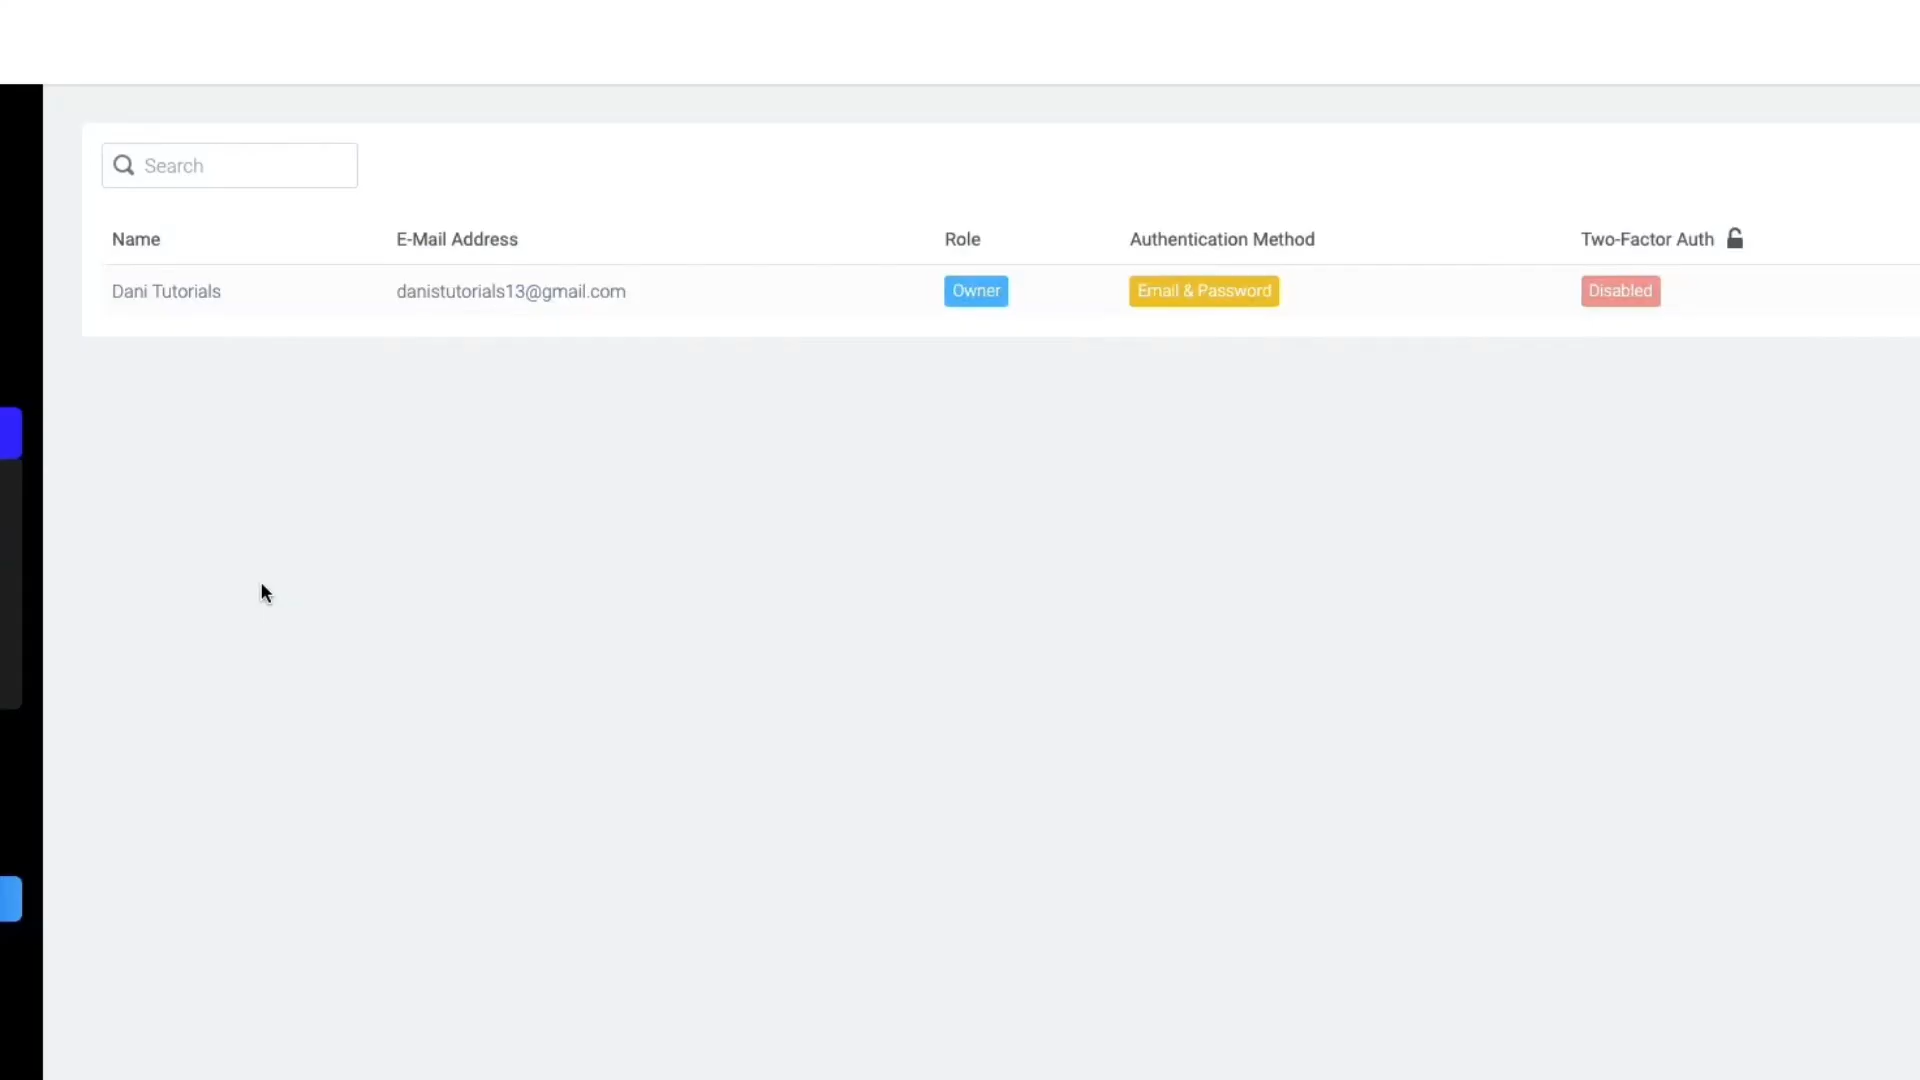 Search
Name E-Mail Address Role Authentication Method Two-Factor Auth
Dani Tutorials danistutorials13@gmail.com Owner Email & Password Disabled